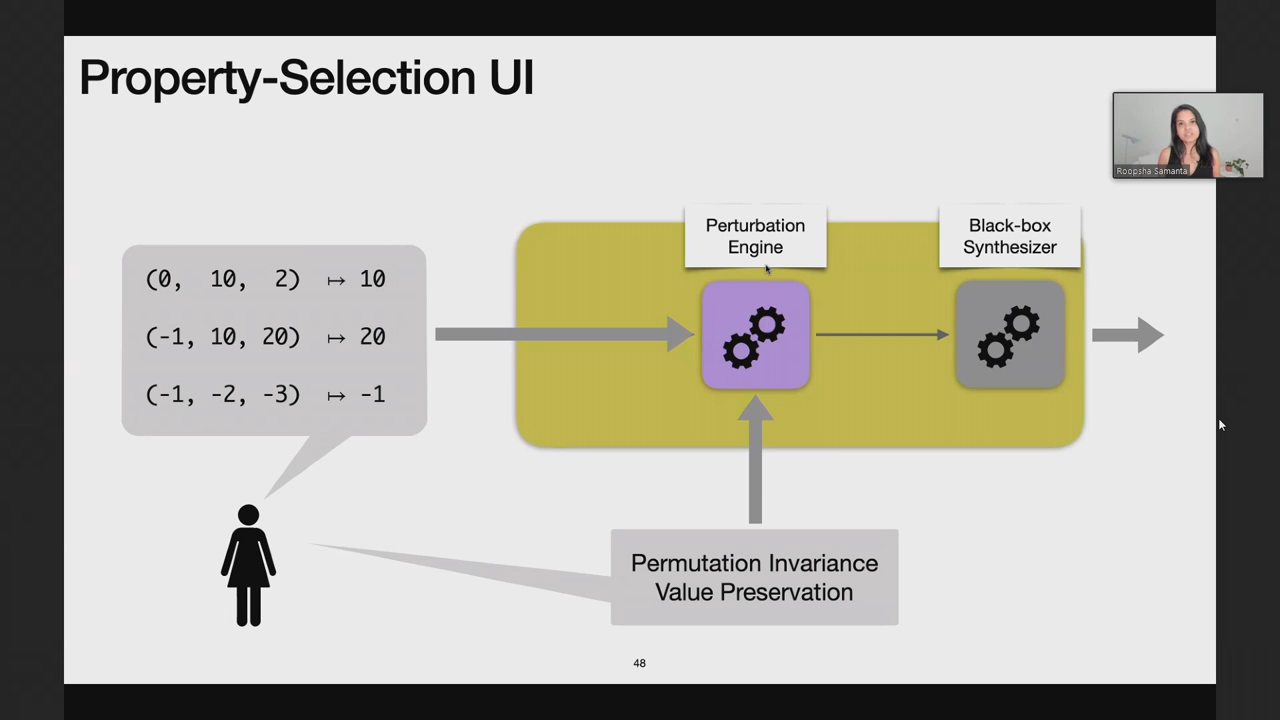 Property-Selection UI
Roopsha Samanta
Perturbation
Engine
Black-box
Synthesizer
(0, 10, 2) ↦ 10
(-1, 10, 20) ↦ 20
(-1, -2, -3) ↦ -1
Permutation Invariance
Value Preservation
48